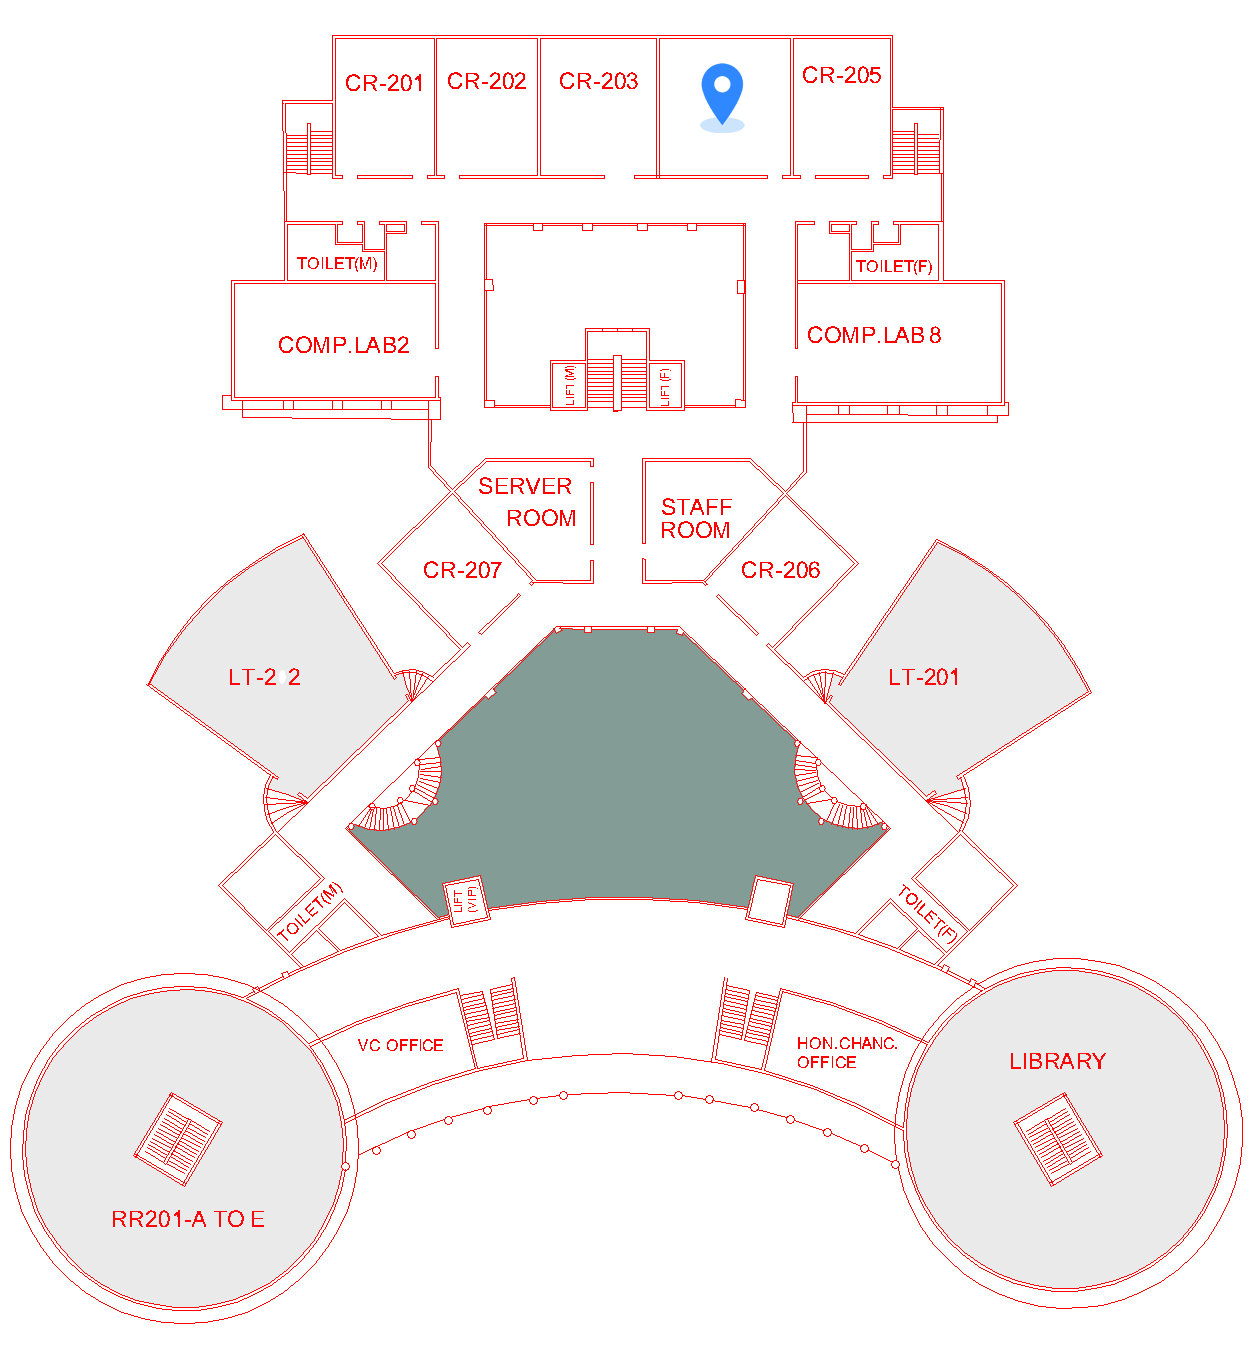 CR-201
CR-202
CR-203
CR-205
TOILET(M)
TOILET(F)
COMP.LAB2
COMP.LAB 8
LIFT(M)
LIFT(F)
SERVER
ROOM
STAFF
ROOM
CR-207
CR-206
LT-2 2
LT-201
TOILET(M)
LIFT
(VIP)
TOILET(F)
VC OFFICE
HON.CHANC.
OFFICE
LIBRARY
RR201-A TO E